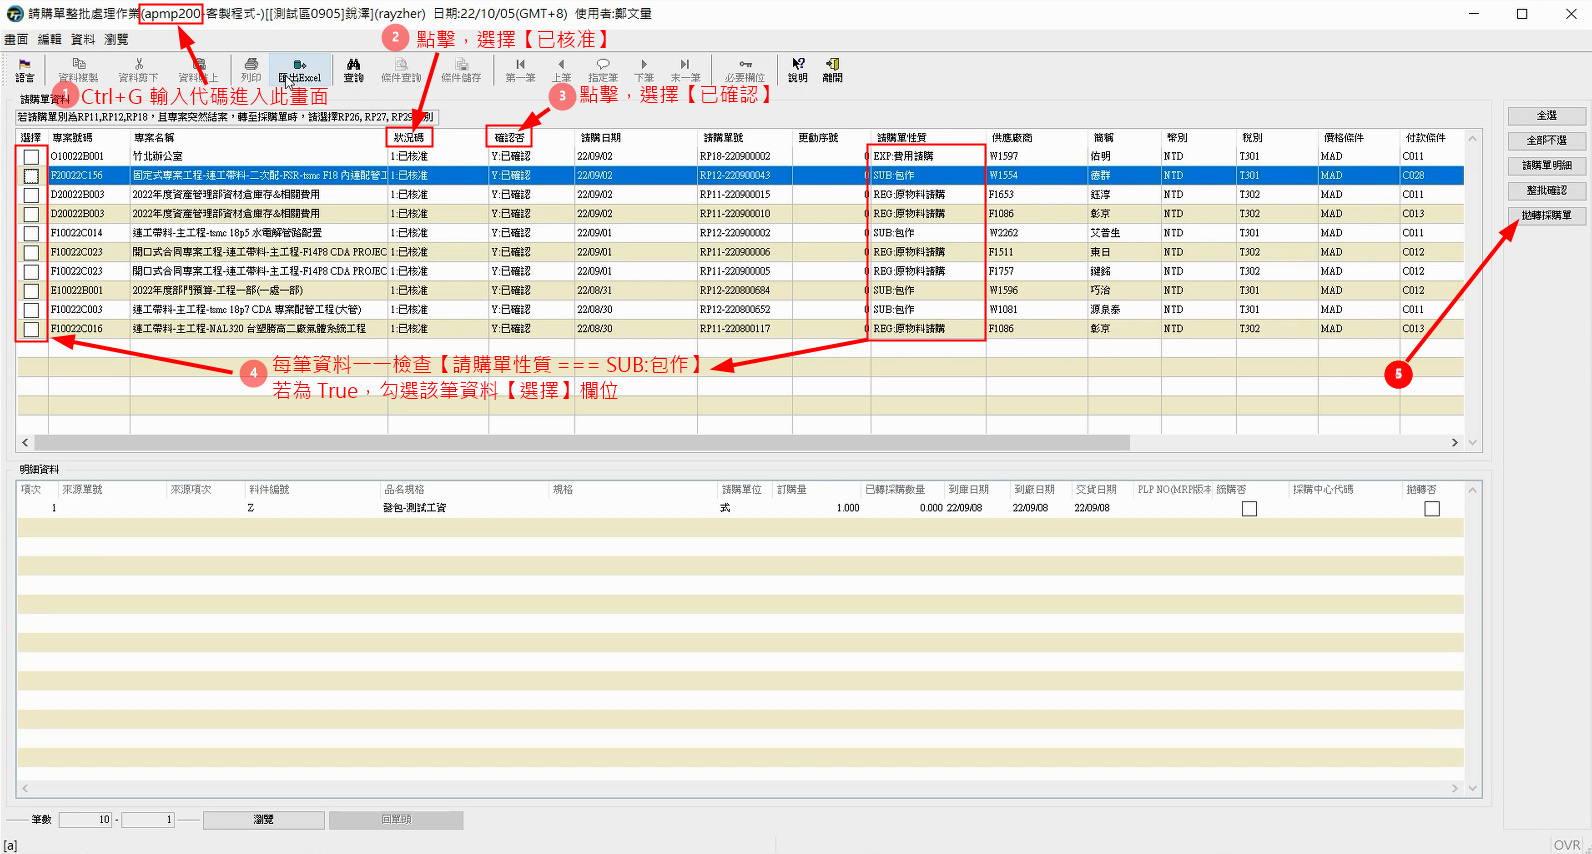 請購單整批處理作業(apmp200-客製程式-)[[測試區0905]銳澤](rayzher) 日期:22/10/05(GMT+8) 使用者:鄭文量
畫面 編輯 資料 瀏覽
2 點擊，選擇【已核准】
語言 資料複製 資料剪下 資料貼上 列印 匯出Excel 查詢 條件查詢 條件儲存 第一筆 上筆 指定筆 下筆 末一筆 必要欄位 說明 離開
1 Ctrl+G 輸入代碼進入此畫面
3 點擊，選擇【已確認】
請購單資料
若請購單別為RP11,RP12,RP18，且專案突然結案，轉至採購單時，請選擇RP26, RP27, RP29單別
選擇 專案號碼 專案名稱 狀況碼 確認否 請購日期 請購單號 更動序號 請購單性質 供應廠商 簡稱 幣別 稅別 價格條件 付款條件
O10022B001 竹北辦公室 1:已核准 Y:已確認 22/09/02 RP18-220900002 0 EXP:費用請購 W1597 佑明 NTD T301 MAD C011
F20022C156 固定式專案工程-連工帶料-二次配-FSR-tsmc F18 內連配管工 1:已核准 Y:已確認 22/09/02 RP12-220900043 0 SUB:包作 W1554 德群 NTD T301 MAD C028
D20022B003 2022年度資產管理部資材倉庫存&相關費用 1:已核准 Y:已確認 22/09/02 RP11-220900015 0 REG:原物料請購 F1653 鈺淳 NTD T302 MAD C011
D20022B003 2022年度資產管理部資材倉庫存&相關費用 1:已核准 Y:已確認 22/09/02 RP11-220900010 0 REG:原物料請購 F1086 彰京 NTD T302 MAD C013
F10022C014 連工帶料-主工程-tsmc 18p5 水電解管路配置 1:已核准 Y:已確認 22/09/01 RP12-220900002 0 SUB:包作 W2262 艾普生 NTD T301 MAD C011
F10022C023 開口式合同專案工程-連工帶料-主工程-F14P8 CDA PROJEC 1:已核准 Y:已確認 22/09/01 RP11-220900006 0 REG:原物料請購 F1511 東日 NTD T302 MAD C012
F10022C023 開口式合同專案工程-連工帶料-主工程-F14P8 CDA PROJEC 1:已核准 Y:已確認 22/09/01 RP11-220900005 0 REG:原物料請購 F1757 鍵銘 NTD T302 MAD C012
E10022B001 2022年度部門預算-工程一部(一處一部) 1:已核准 Y:已確認 22/08/31 RP12-220800684 0 SUB:包作 W1596 巧治 NTD T301 MAD C012
F10022C003 連工帶料-主工程-tsmc 18p7 CDA 專案配管工程(大管) 1:已核准 Y:已確認 22/08/30 RP12-220800652 0 SUB:包作 W1081 源泉泰 NTD T301 MAD C011
F10022C016 連工帶料-主工程-NAL320 台塑勝高二廠氣體系統工程 1:已核准 Y:已確認 22/08/30 RP11-220800117 0 REG:原物料請購 F1086 彰京 NTD T302 MAD C013
全選
全部不選
請購單明細
整批確認
拋轉採購單
4 每筆資料一一檢查【請購單性質 === SUB:包作】
若為 True，勾選該筆資料【選擇】欄位
5
明細資料
項次 來源單號 來源項次 料件編號 品名規格 規格 請購單位 訂購量 已轉採購數量 到庫日期 到廠日期 交貨日期 PLP NO(MRP版本 簽購否 採購中心代碼 拋轉否
1 Z 發包-測試工資 式 1.000 0.000 22/09/08 22/09/08 22/09/08
筆數 10 - 1 瀏覽 回單頭
[a] OVR